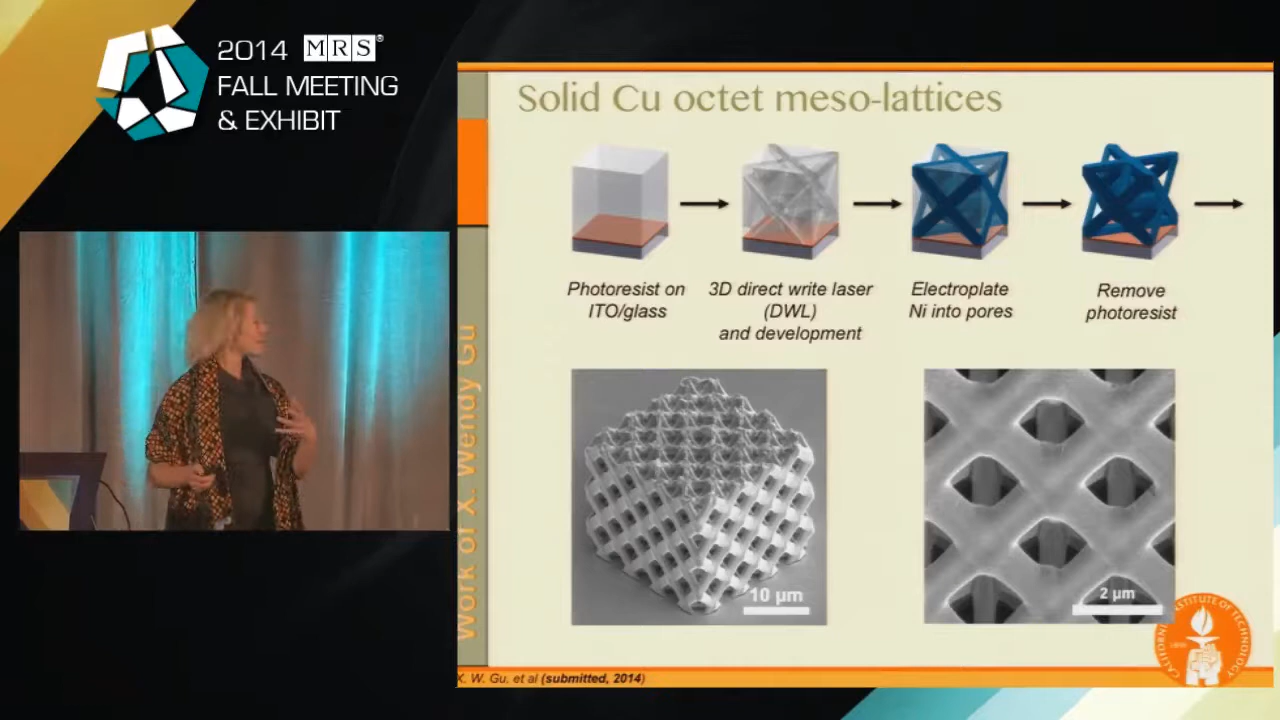 2014 MRS®
FALL MEETING
& EXHIBIT
Solid Cu octet meso-lattices
Photoresist on
ITO/glass
3D direct write laser
(DWL)
and development
Electroplate
Ni into pores
Remove
photoresist
Work of X. Wendy Gu
10 μm
2 μm
CALIFORNIA INSTITUTE OF TECHNOLOGY
X. W. Gu, et al (submitted, 2014)